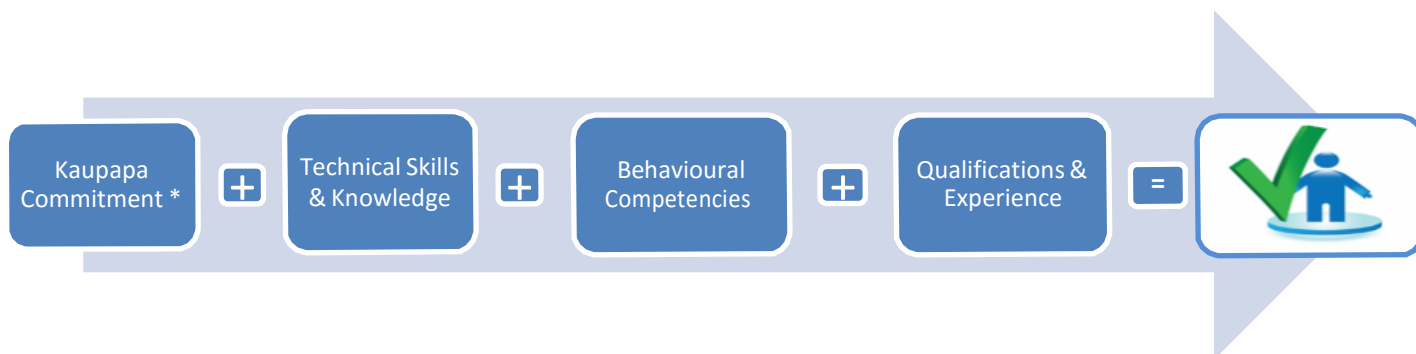 Kaupapa
Commitment *
+
Technical Skills
& Knowledge
+
Behavioural
Competencies
+
Qualifications &
Experience
=